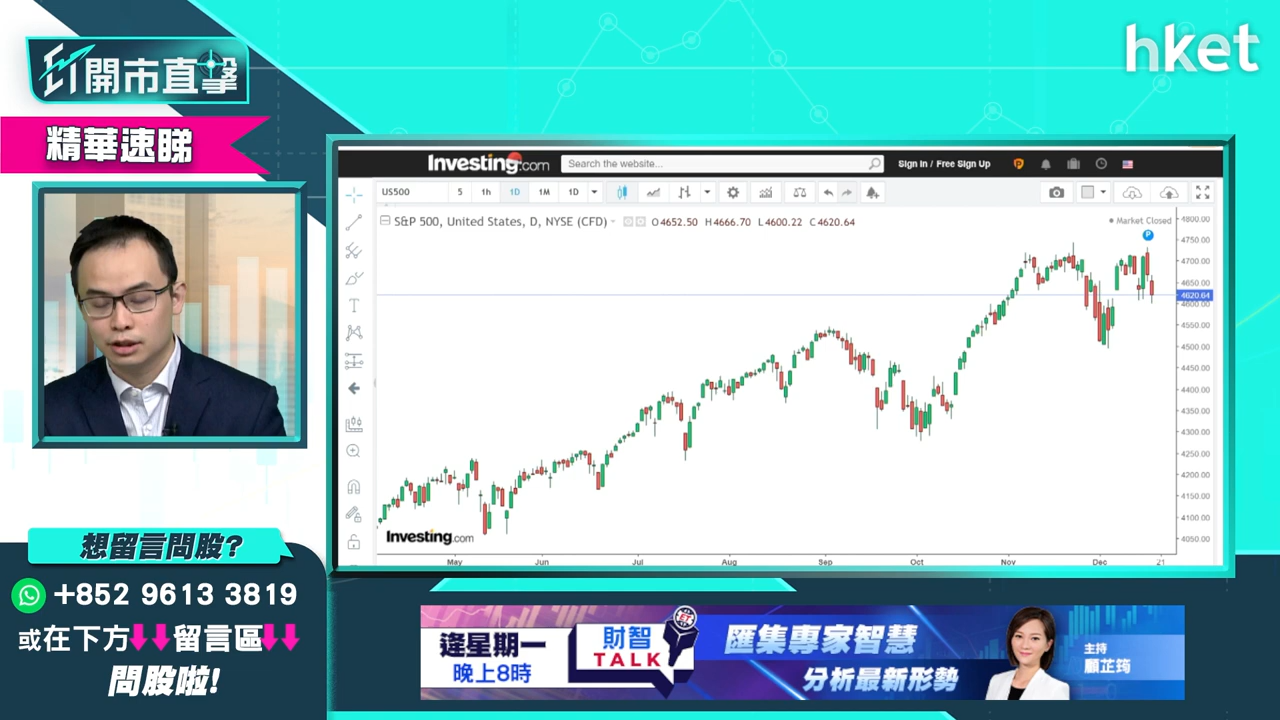 hket
開市直擊
精華速睇
Investing.com
Search the website...
Sign In / Free Sign Up
US500
5
1h
1D
1M
1D
S&P 500, United States, D, NYSE (CFD)
O4652.50 H4666.70 L4600.22 C4620.64
Market Closed
P
4800.00
4750.00
4700.00
4650.00
4620.64
4600.00
4550.00
4500.00
4450.00
4400.00
4350.00
4300.00
4250.00
4200.00
4150.00
4100.00
4050.00
Investing.com
May Jun Jul Aug Sep Oct Nov Dec 21
想留言問股?
+852 9613 3819
或在下方留言區
問股啦!
逢星期一
晚上8時
財智
TALK
匯集專家智慧
分析最新形勢
主持
顧芷筠